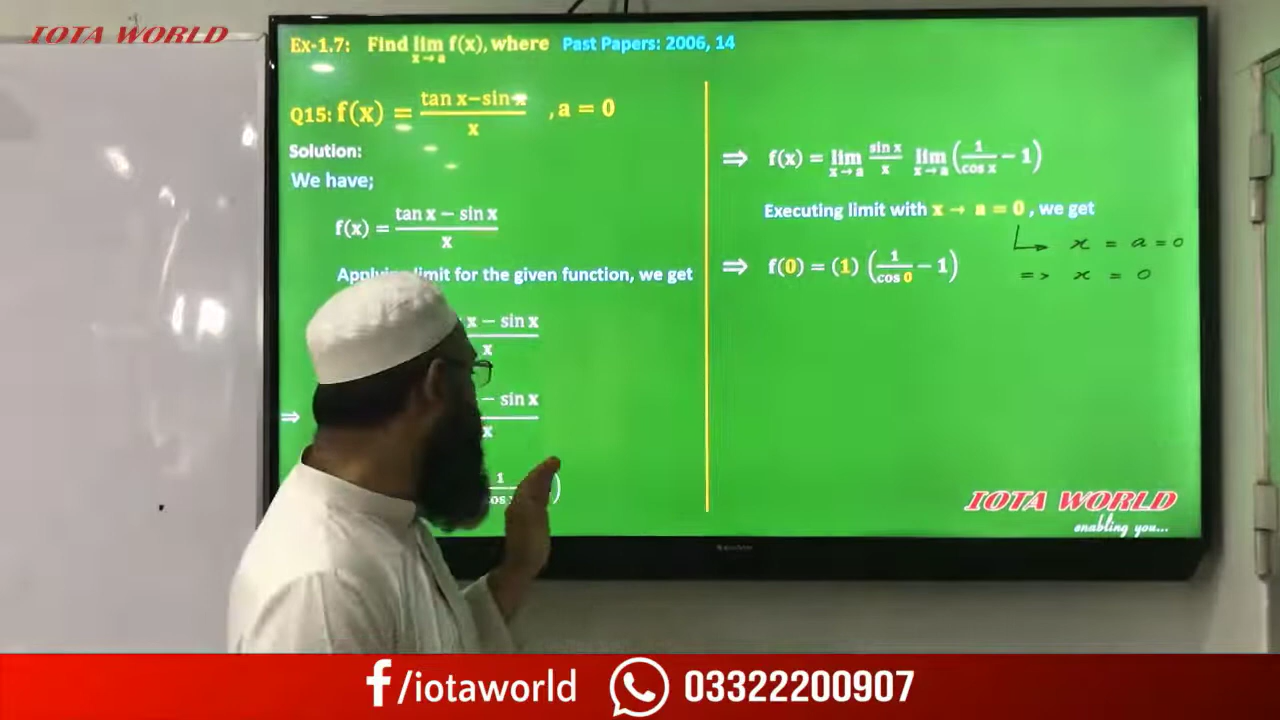 IOTA WORLD
Ex-1.7: Find lim x→a f(x), where Past Papers: 2006, 14
Q15: f(x) = (tan x−sin x)/x , a = 0
Solution:
We have;
f(x) = (tan x − sin x)/x
limit for the given function, we get
x − sin x
x
⇒ − sin x
x
1
)
⇒ f(x) = lim x→a sin x/x lim x→a (1/cos x − 1)
Executing limit with x → a = 0 , we get
↳ x = a = 0
⇒ f(0) = (1) (1/cos 0 − 1)
=> x = 0
IOTA WORLD
enabling you...
f/iotaworld 03322200907